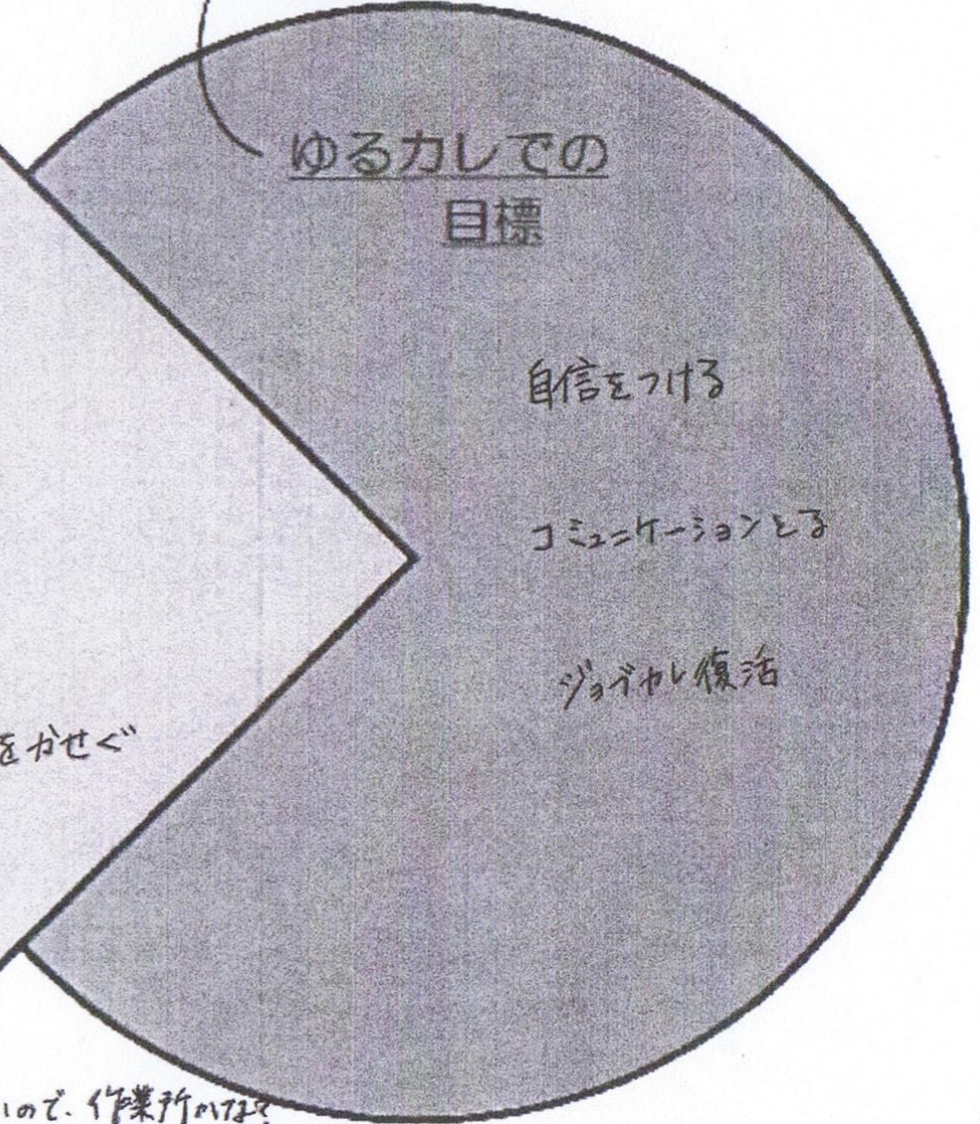 ゆるカレでの
目標
自信をつける
コミュニケーションとる
ジョブカレ復活
をかせぐ
ので、作業所